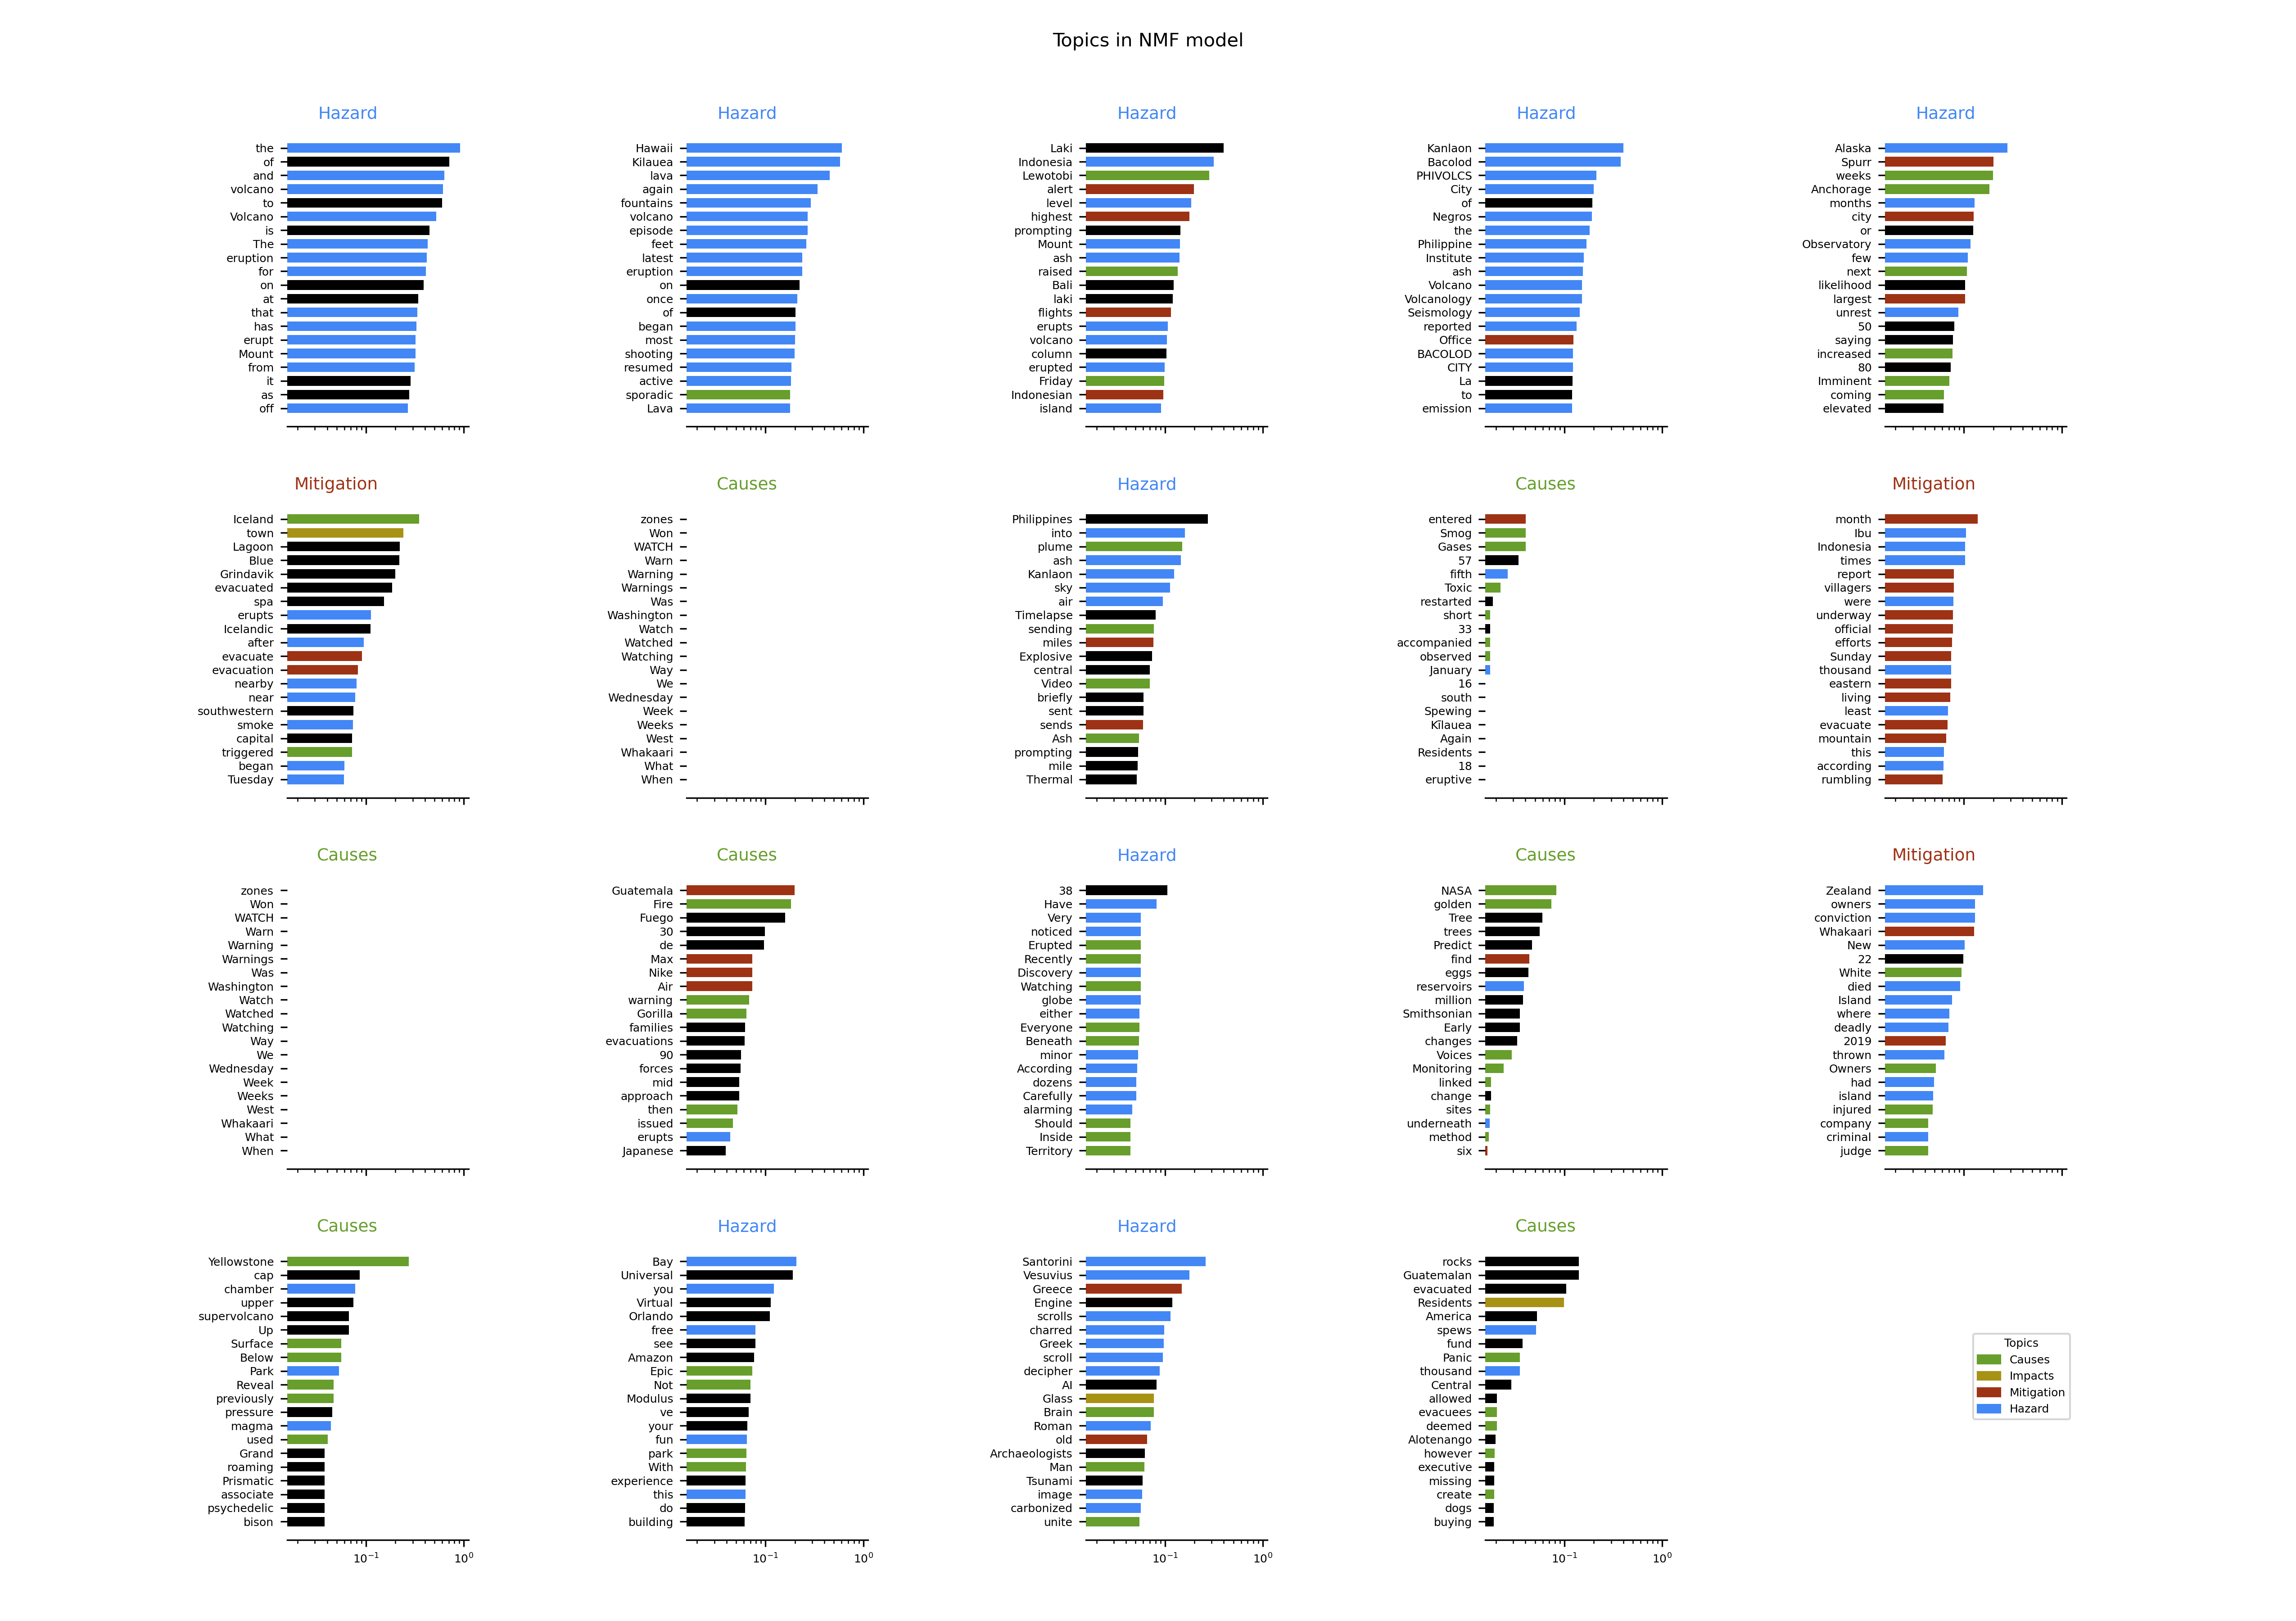 Topics in NMF model
Hazard
the
of
and
volcano
to
Volcano
is
The
eruption
for
on
at
that
has
erupt
Mount
from
it
as
off
Hazard
Hawaii
Kilauea
lava
again
fountains
volcano
episode
feet
latest
eruption
on
once
of
began
most
shooting
resumed
active
sporadic
Lava
Hazard
Laki
Indonesia
Lewotobi
alert
level
highest
prompting
Mount
ash
raised
Bali
laki
flights
erupts
volcano
column
erupted
Friday
Indonesian
island
Hazard
Kanlaon
Bacolod
PHIVOLCS
City
of
Negros
the
Philippine
Institute
ash
Volcano
Volcanology
Seismology
reported
Office
BACOLOD
CITY
La
to
emission
Hazard
Alaska
Spurr
weeks
Anchorage
months
city
or
Observatory
few
next
likelihood
largest
unrest
50
saying
increased
80
Imminent
coming
elevated
Mitigation
Iceland
town
Lagoon
Blue
Grindavik
evacuated
spa
erupts
Icelandic
after
evacuate
evacuation
nearby
near
southwestern
smoke
capital
triggered
began
Tuesday
Causes
zones
Won
WATCH
Warn
Warning
Warnings
Was
Washington
Watch
Watched
Watching
Way
We
Wednesday
Week
Weeks
West
Whakaari
What
When
Hazard
Philippines
into
plume
ash
Kanlaon
sky
air
Timelapse
sending
miles
Explosive
central
Video
briefly
sent
sends
Ash
prompting
mile
Thermal
Causes
entered
Smog
Gases
57
fifth
Toxic
restarted
short
33
accompanied
observed
January
16
south
Spewing
Kīlauea
Again
Residents
18
eruptive
Mitigation
month
Ibu
Indonesia
times
report
villagers
were
underway
official
efforts
Sunday
thousand
eastern
living
least
evacuate
mountain
this
according
rumbling
Causes
zones
Won
WATCH
Warn
Warning
Warnings
Was
Washington
Watch
Watched
Watching
Way
We
Wednesday
Week
Weeks
West
Whakaari
What
When
Causes
Guatemala
Fire
Fuego
30
de
Max
Nike
Air
warning
Gorilla
families
evacuations
90
forces
mid
approach
then
issued
erupts
Japanese
Hazard
38
Have
Very
noticed
Erupted
Recently
Discovery
Watching
globe
either
Everyone
Beneath
minor
According
dozens
Carefully
alarming
Should
Inside
Territory
Causes
NASA
golden
Tree
trees
Predict
find
eggs
reservoirs
million
Smithsonian
Early
changes
Voices
Monitoring
linked
change
sites
underneath
method
six
Mitigation
Zealand
owners
conviction
Whakaari
New
22
White
died
Island
where
deadly
2019
thrown
Owners
had
island
injured
company
criminal
judge
Causes
Yellowstone
cap
chamber
upper
supervolcano
Up
Surface
Below
Park
Reveal
previously
pressure
magma
used
Grand
roaming
Prismatic
associate
psychedelic
bison
10⁻¹ 10⁰
Hazard
Bay
Universal
you
Virtual
Orlando
free
see
Amazon
Epic
Not
Modulus
ve
your
fun
park
With
experience
this
do
building
10⁻¹ 10⁰
Hazard
Santorini
Vesuvius
Greece
Engine
scrolls
charred
Greek
scroll
decipher
AI
Glass
Brain
Roman
old
Archaeologists
Man
Tsunami
image
carbonized
unite
10⁻¹ 10⁰
Causes
rocks
Guatemalan
evacuated
Residents
America
spews
fund
Panic
thousand
Central
allowed
evacuees
deemed
Alotenango
however
executive
missing
create
dogs
buying
10⁻¹ 10⁰
Topics
Causes
Impacts
Mitigation
Hazard